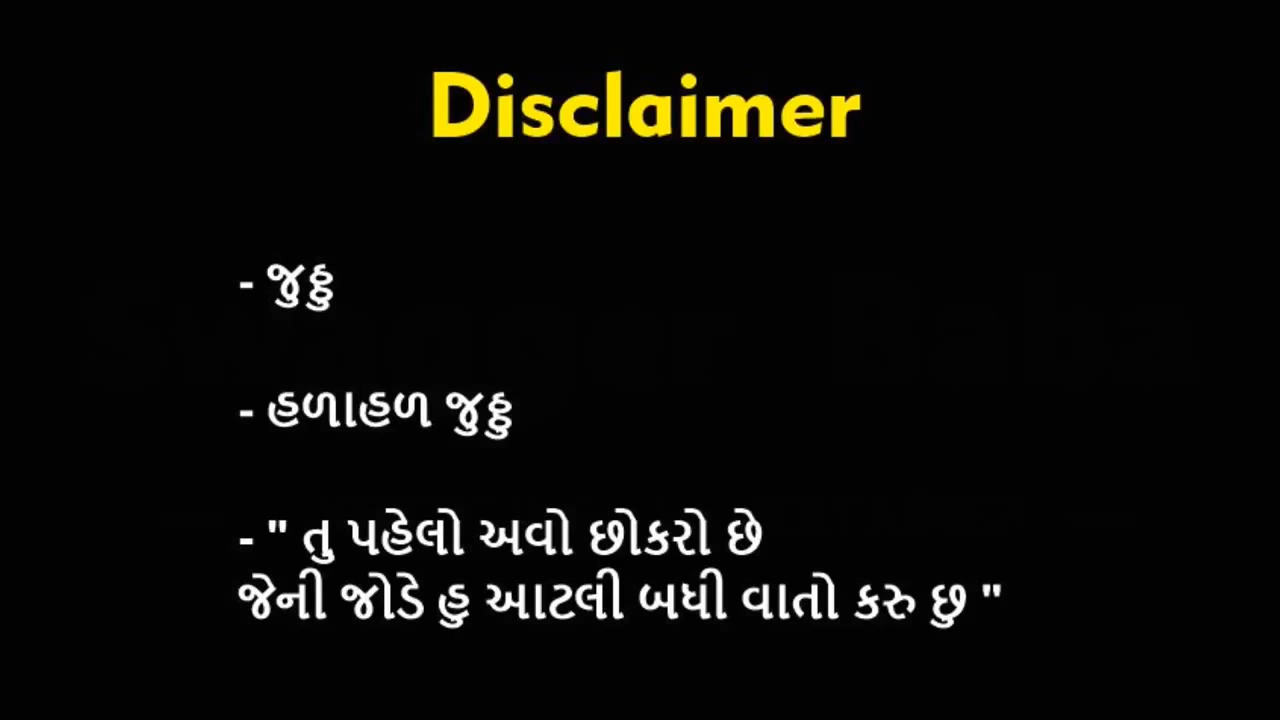 Disclaimer
- જુઠ્ઠુ
- હળાહળ જુઠ્ઠુ
- " તુ પહેલો અવો છોકરો છે
જેની જોડે હુ આટલી બધી વાતો કરુ છુ "